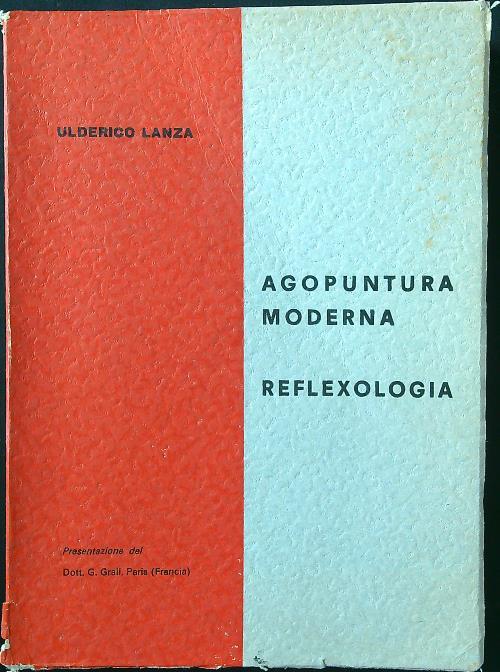 ULDERICO LANZA
AGOPUNTURA
MODERNA
REFLEXOLOGIA
Presentazione del
Dott. G. Grall, Paris (Francia)